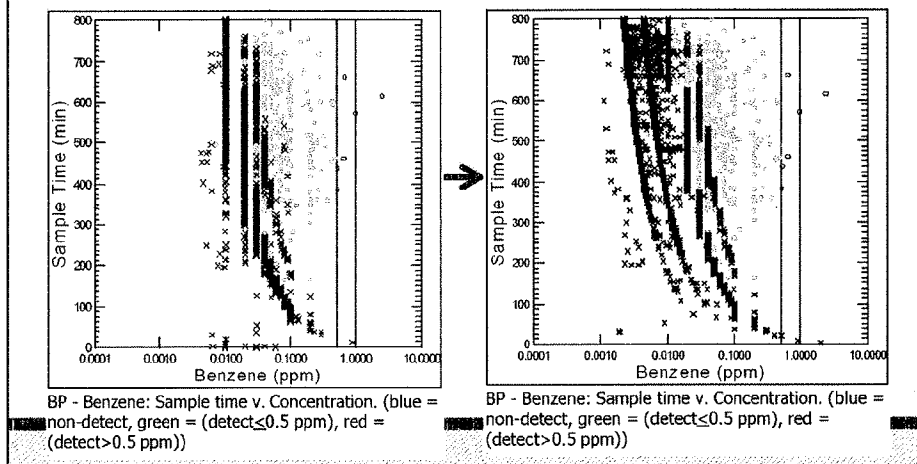 800
700
600
500
400
300
200
100
0
Sample Time (min)
0.0001 0.0010 0.0100 0.1000 1.0000 10.0000
Benzene (ppm)
BP - Benzene: Sample time v. Concentration. (blue =
non-detect, green = (detect≤0.5 ppm), red =
(detect>0.5 ppm))
800
700
600
500
400
300
200
100
0
Sample Time (min)
0.0001 0.0010 0.0100 0.1000 1.0000 10.0000
Benzene (ppm)
BP - Benzene: Sample time v. Concentration. (blue =
non-detect, green = (detect≤0.5 ppm), red =
(detect>0.5 ppm))